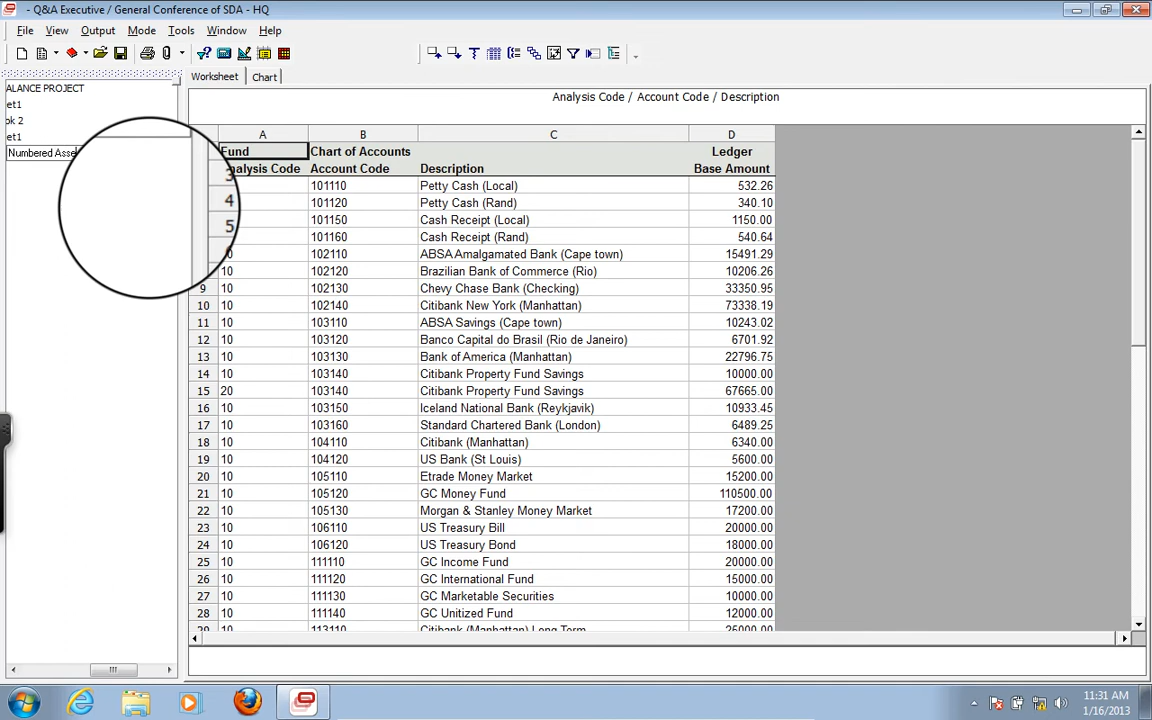 - Q&A Executive / General Conference of SDA - HQ
File View Output Mode Tools Window Help
Worksheet Chart
ALANCE PROJECT
et1
ok 2
et1
Numbered Asse
Analysis Code / Account Code / Description
A B C D
Fund Chart of Accounts Ledger
nalysis Code Account Code Description Base Amount
3 101110 Petty Cash (Local) 532.26
4 101120 Petty Cash (Rand) 340.10
5 101150 Cash Receipt (Local) 1150.00
101160 Cash Receipt (Rand) 540.64
0 102110 ABSA Amalgamated Bank (Cape town) 15491.29
10 102120 Brazilian Bank of Commerce (Rio) 10206.26
9 10 102130 Chevy Chase Bank (Checking) 33350.95
10 10 102140 Citibank New York (Manhattan) 73338.19
11 10 103110 ABSA Savings (Cape town) 10243.02
12 10 103120 Banco Capital do Brasil (Rio de Janeiro) 6701.92
13 10 103130 Bank of America (Manhattan) 22796.75
14 10 103140 Citibank Property Fund Savings 10000.00
15 20 103140 Citibank Property Fund Savings 67665.00
16 10 103150 Iceland National Bank (Reykjavik) 10933.45
17 10 103160 Standard Chartered Bank (London) 6489.25
18 10 104110 Citibank (Manhattan) 6340.00
19 10 104120 US Bank (St Louis) 5600.00
20 10 105110 Etrade Money Market 15200.00
21 10 105120 GC Money Fund 110500.00
22 10 105130 Morgan & Stanley Money Market 17200.00
23 10 106110 US Treasury Bill 20000.00
24 10 106120 US Treasury Bond 18000.00
25 10 111110 GC Income Fund 20000.00
26 10 111120 GC International Fund 15000.00
27 10 111130 GC Marketable Securities 10000.00
28 10 111140 GC Unitized Fund 12000.00
29 10 113110 Citibank (Manhattan) Long Term 25000.00
11:31 AM
1/16/2013